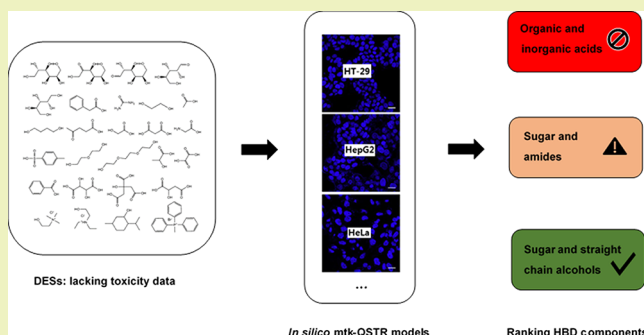 HT-29
HepG2
HeLa
...
DESs: lacking toxicity data
In silico mtk-QSTR models
Organic and
inorganic acids
Sugar and
amides
Sugar and straight
chain alcohols
Ranking HBD components